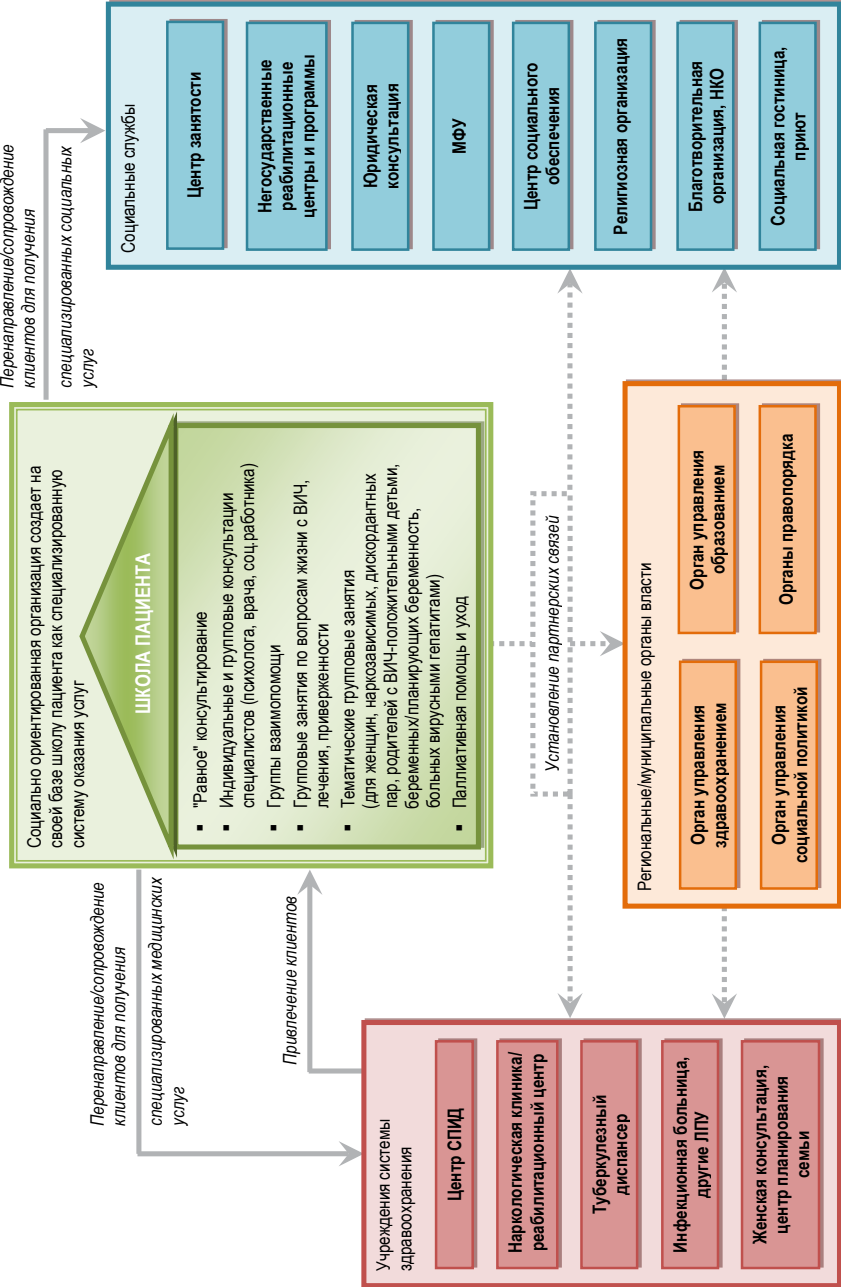 Перенаправление/сопровождение
клиентов для получения
специализированных медицинских
услуг
Привлечение клиентов
Учреждения системы
здравоохранения
Центр СПИД
Наркологическая клиника/
реабилитационный центр
Туберкулезный
диспансер
Инфекционная больница,
другие ЛПУ
Женская консультация,
центр планирования
семьи
Социально ориентированная организация создает на
своей базе школу пациента как специализированную
систему оказания услуг
ШКОЛА ПАЦИЕНТА
▪ "Равное" консультирование
▪ Индивидуальные и групповые консультации
специалистов (психолога, врача, соц.работника)
▪ Группы взаимопомощи
▪ Групповые занятия по вопросам жизни с ВИЧ,
лечения, приверженности
▪ Тематические групповые занятия
(для женщин, наркозависимых, дискордантных
пар, родителей с ВИЧ-положительными детьми,
беременных/планирующих беременность,
больных вирусными гепатитами)
▪ Паллиативная помощь и уход
Установление партнерских связей
Региональные/муниципальные органы власти
Орган управления
здравоохранением
Орган управления
образованием
Орган управления
социальной политикой
Органы правопорядка
Перенаправление/сопровождение
клиентов для получения
специализированных социальных
услуг
Социальные службы
Центр занятости
Негосударственные
реабилитационные
центры и программы
Юридическая
консультация
МФУ
Центр социального
обеспечения
Религиозная организация
Благотворительная
организация, НКО
Социальная гостиница,
приют